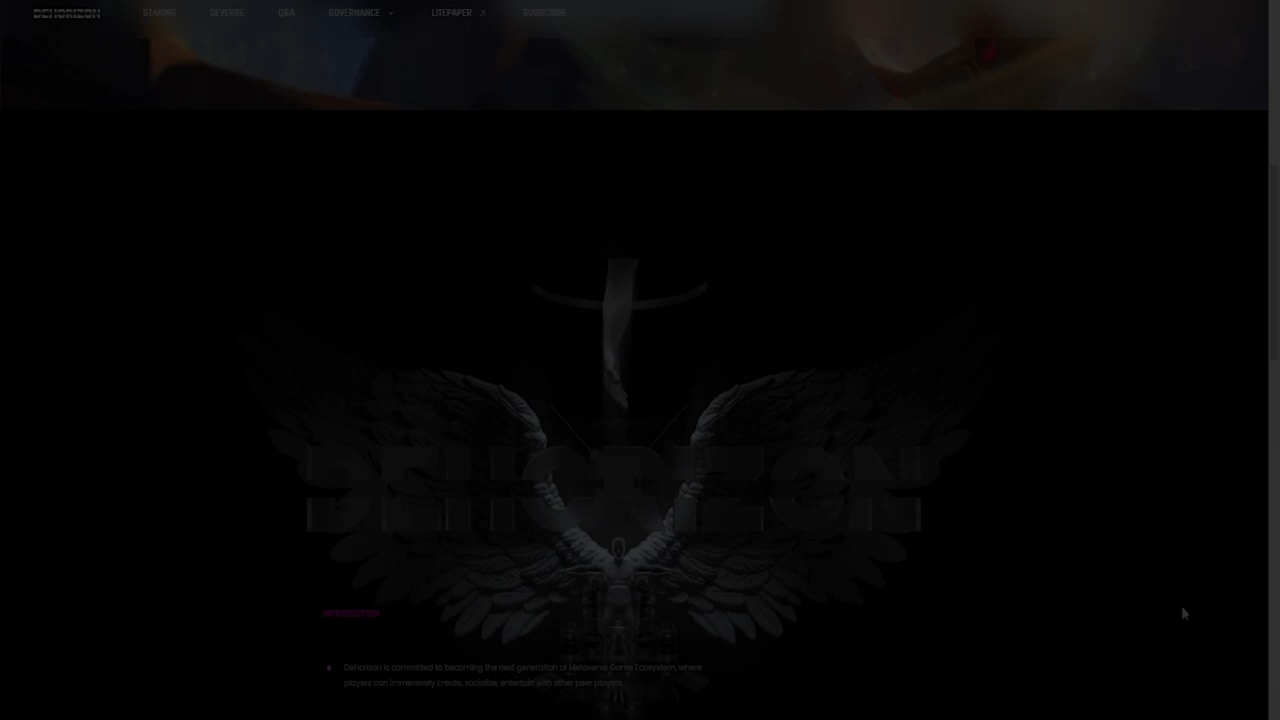 DEHORIZON
STAKING
DEVERSE
Q&A
GOVERNANCE
LITEPAPER
SUBSCRIBE
DEHORIZON
INTRODUCTION
DeHorizon is committed to becoming the next generation of Metaverse Game Ecosystem, where
players can immersively create, socialize, entertain with other peer players.